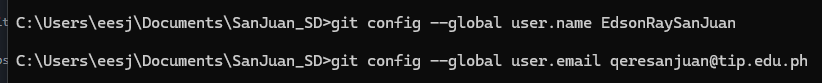 C:\Users\eesj\Documents\SanJuan_SD>git config --global user.name EdsonRaySanJuan
C:\Users\eesj\Documents\SanJuan_SD>git config --global user.email qeresanjuan@tip.edu.ph